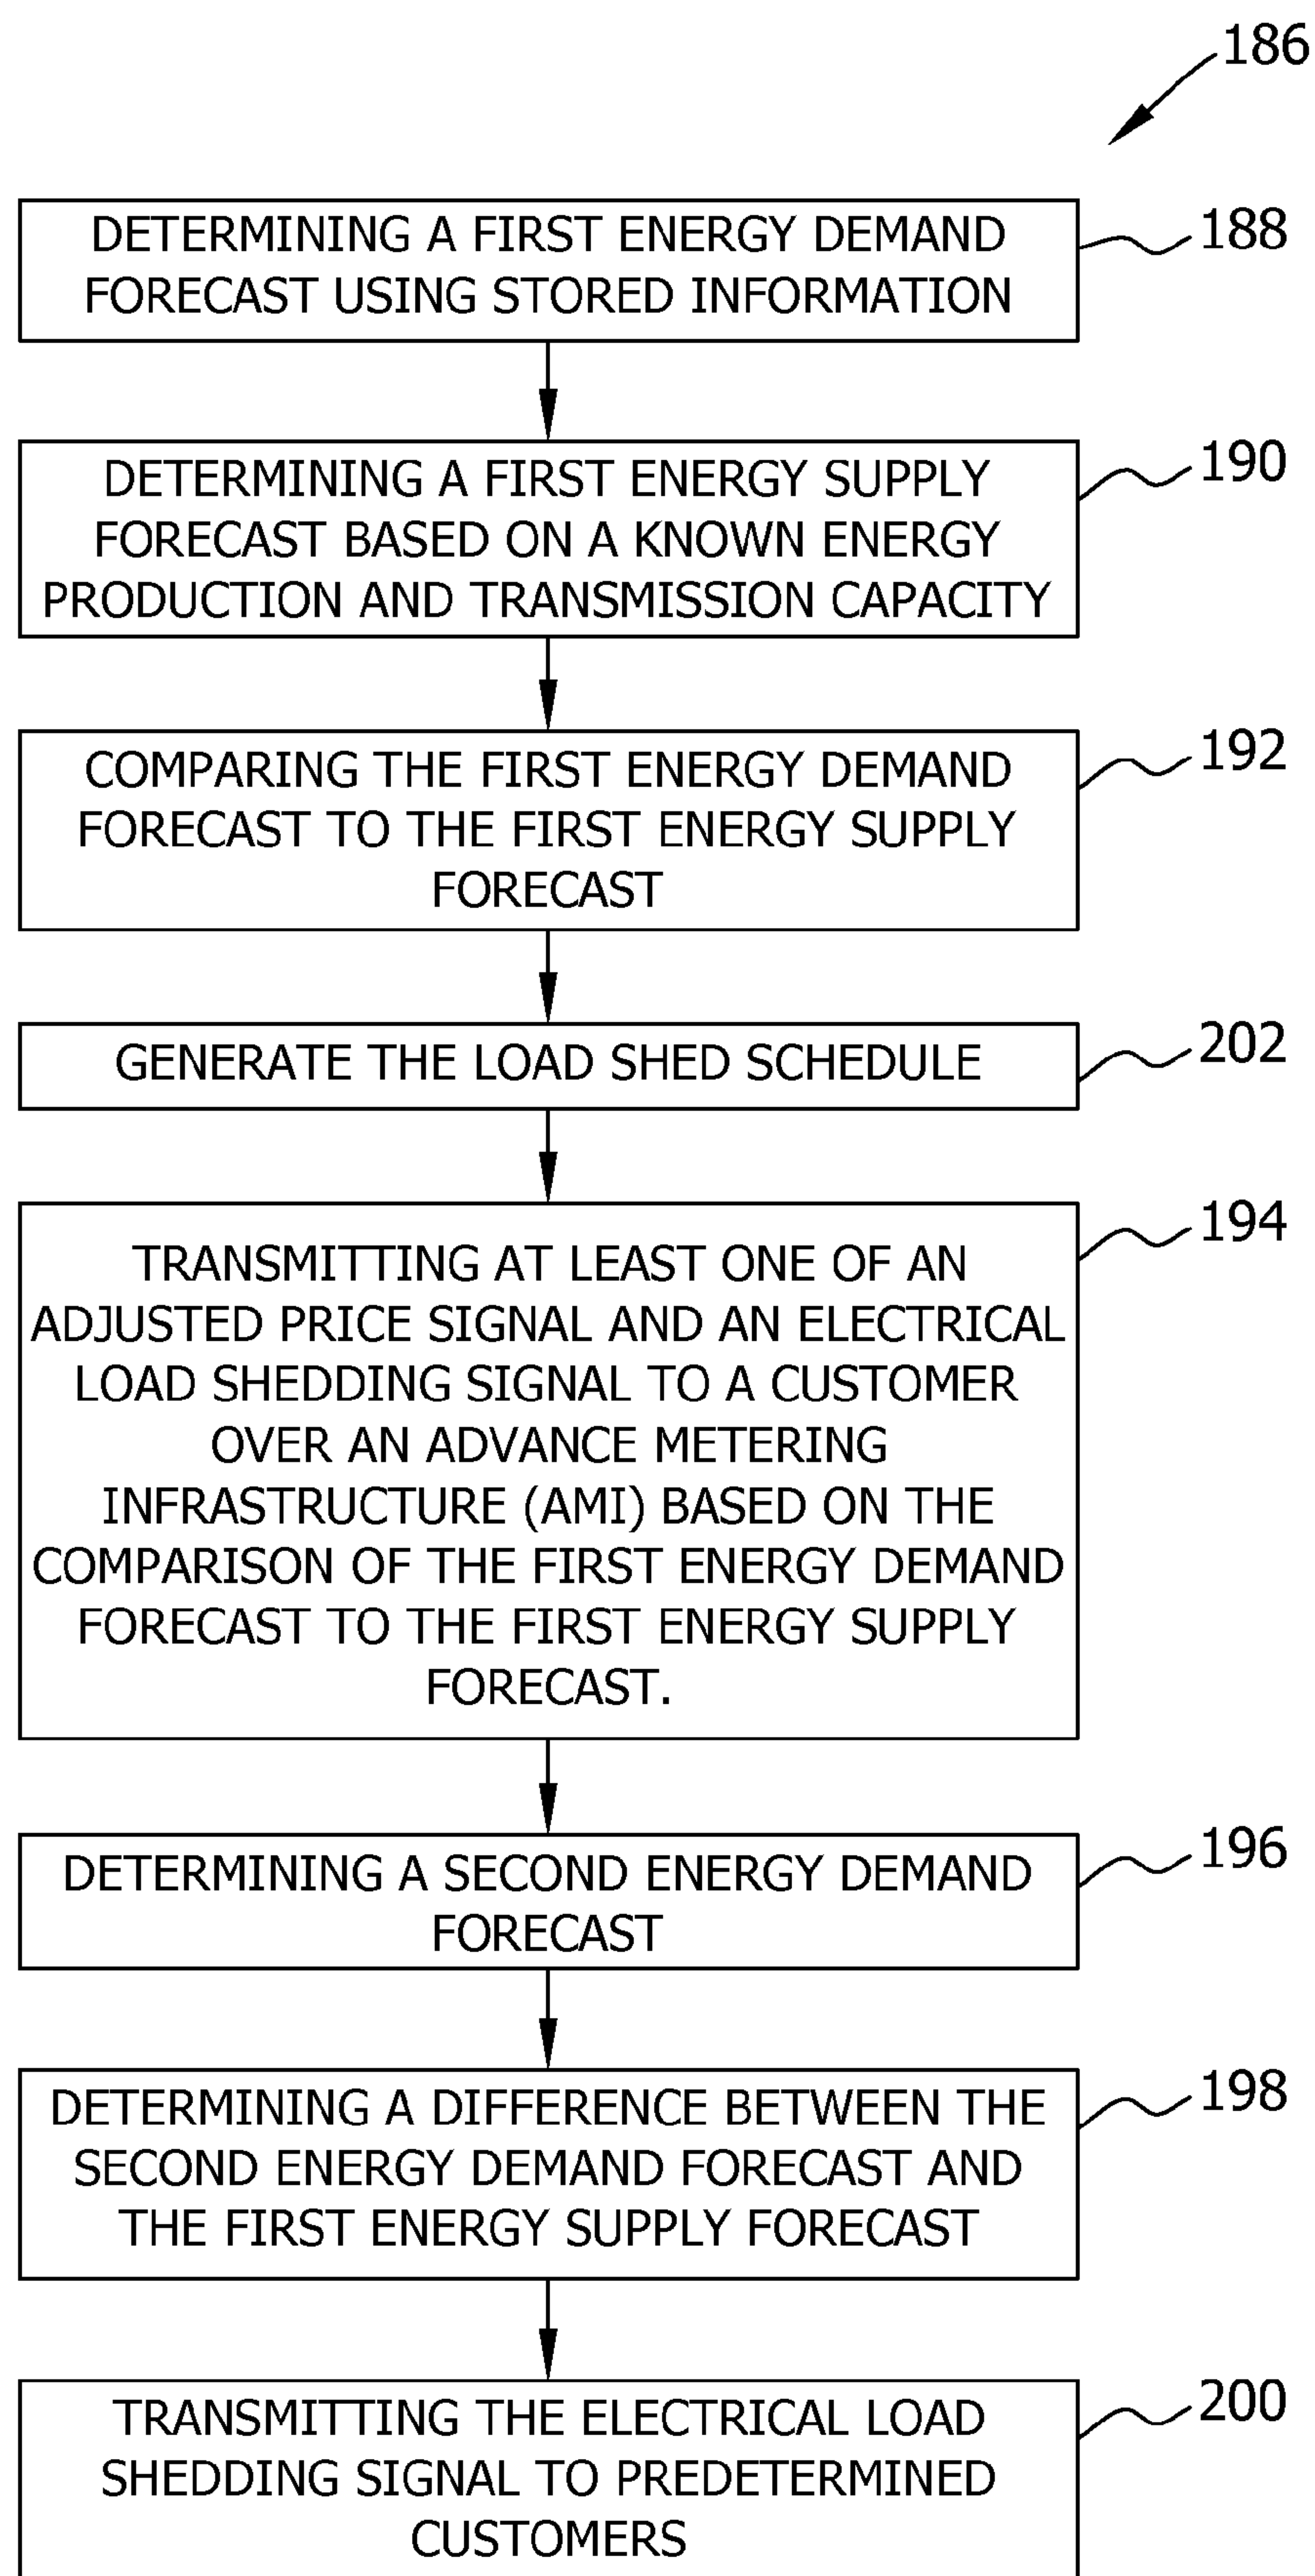 186
DETERMINING A FIRST ENERGY DEMAND
FORECAST USING STORED INFORMATION
188
DETERMINING A FIRST ENERGY SUPPLY
FORECAST BASED ON A KNOWN ENERGY
PRODUCTION AND TRANSMISSION CAPACITY
190
COMPARING THE FIRST ENERGY DEMAND
FORECAST TO THE FIRST ENERGY SUPPLY
FORECAST
192
GENERATE THE LOAD SHED SCHEDULE
202
TRANSMITTING AT LEAST ONE OF AN
ADJUSTED PRICE SIGNAL AND AN ELECTRICAL
LOAD SHEDDING SIGNAL TO A CUSTOMER
OVER AN ADVANCE METERING
INFRASTRUCTURE (AMI) BASED ON THE
COMPARISON OF THE FIRST ENERGY DEMAND
FORECAST TO THE FIRST ENERGY SUPPLY
FORECAST.
194
DETERMINING A SECOND ENERGY DEMAND
FORECAST
196
DETERMINING A DIFFERENCE BETWEEN THE
SECOND ENERGY DEMAND FORECAST AND
THE FIRST ENERGY SUPPLY FORECAST
198
TRANSMITTING THE ELECTRICAL LOAD
SHEDDING SIGNAL TO PREDETERMINED
CUSTOMERS
200